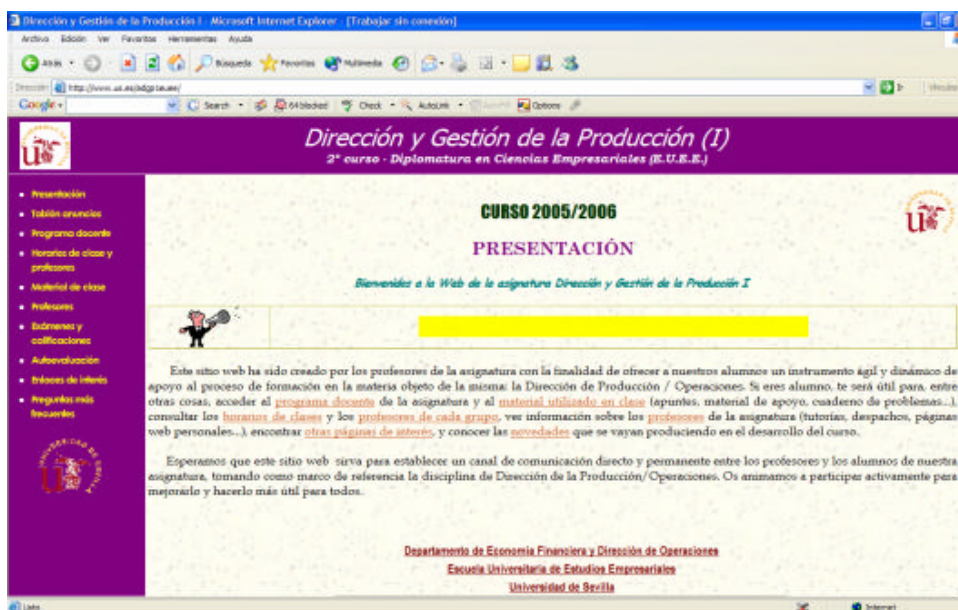 Dirección y Gestión de la Producción I - Microsoft Internet Explorer - [Trabajar sin conexión]
Archivo Edición Ver Favoritos Herramientas Ayuda
Atrás Búsqueda Favoritos Multimedia
Dirección
Google Search 64 blocked Check AutoLink Options
Dirección y Gestión de la Producción (I)
2º curso - Diplomatura en Ciencias Empresariales (E.U.E.E.)
Presentación
Tablón anuncios
Programa docente
Horarios de clase y
profesores
Material de clase
Profesores
Exámenes y
calificaciones
Autoevaluación
Enlaces de interés
Preguntas más
frecuentes
CURSO 2005/2006
PRESENTACIÓN
Bienvenidos a la Web de la asignatura Dirección y Gestión de la Producción I
Este sitio web ha sido creado por los profesores de la asignatura con la finalidad de ofrecer a nuestros alumnos un instrumento ágil y dinámico de
apoyo al proceso de formación en la materia objeto de la misma: la Dirección de Producción / Operaciones. Si eres alumno, te será útil para, entre
otras cosas, acceder al programa docente de la asignatura y al material utilizado en clase (apuntes, material de apoyo, cuaderno de problemas...),
consultar los horarios de clases y los profesores de cada grupo, ver información sobre los profesores de la asignatura (tutorías, despachos, páginas
web personales...), encontrar otras páginas de interés, y conocer las novedades que se vayan produciendo en el desarrollo del curso.
Esperamos que este sitio web sirva para establecer un canal de comunicación directo y permanente entre los profesores y los alumnos de nuestra
asignatura, tomando como marco de referencia la disciplina de Dirección de la Producción/Operaciones. Os animamos a participar activamente para
mejorarlo y hacerlo más útil para todos.
Departamento de Economía Financiera y Dirección de Operaciones
Escuela Universitaria de Estudios Empresariales
Universidad de Sevilla
Listo Internet